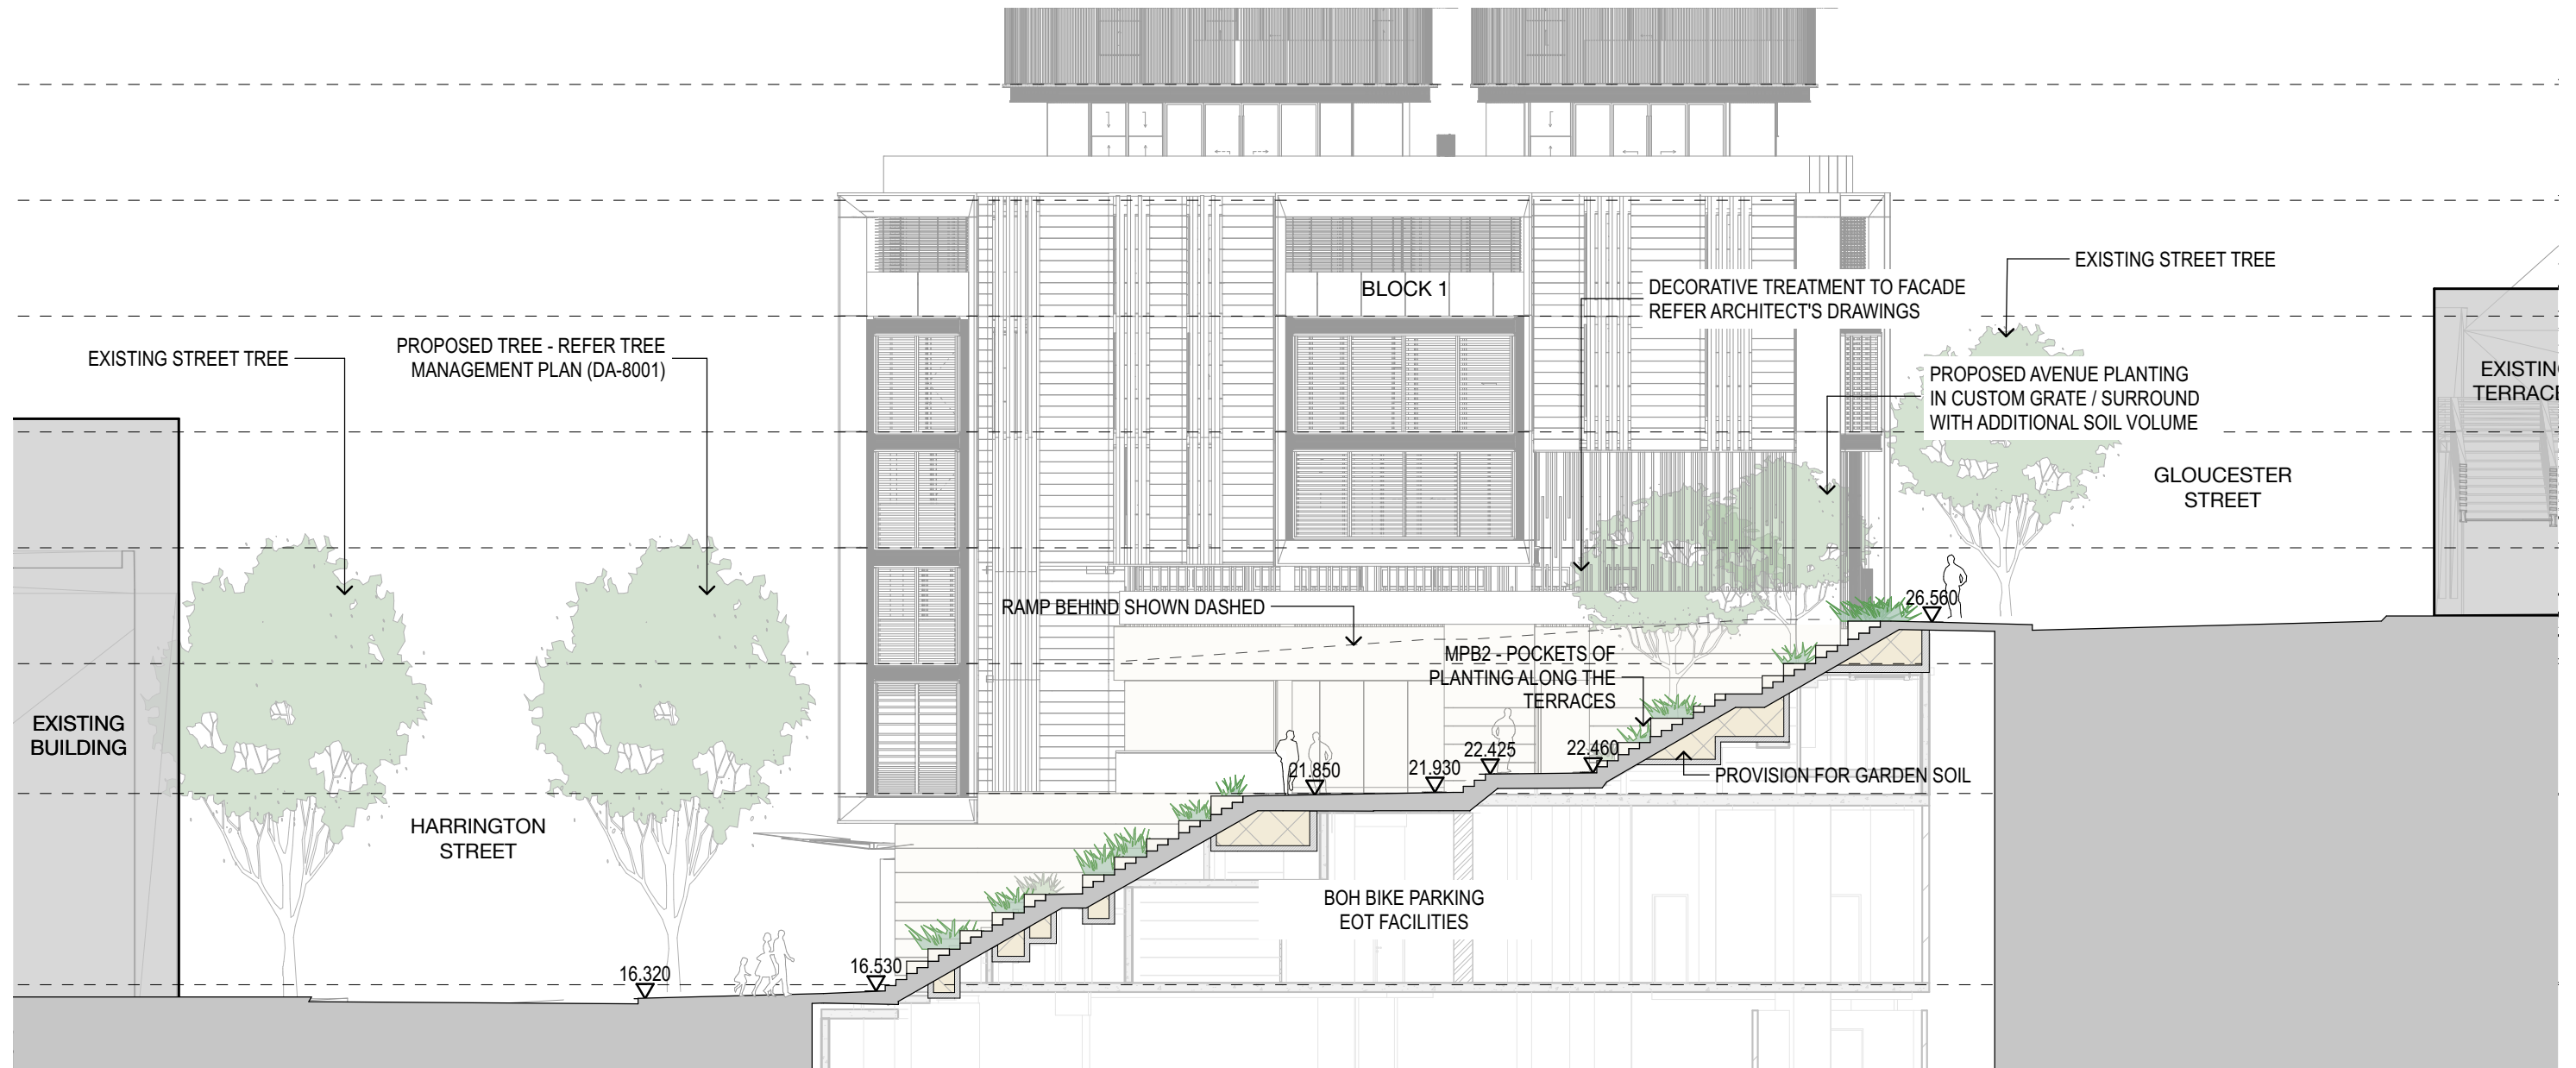 EXISTING STREET TREE
BLOCK 1
DECORATIVE TREATMENT TO FACADE
REFER ARCHITECT'S DRAWINGS
EXISTING STREET TREE
PROPOSED TREE - REFER TREE
MANAGEMENT PLAN (DA-8001)
PROPOSED AVENUE PLANTING
IN CUSTOM GRATE / SURROUND
WITH ADDITIONAL SOIL VOLUME
GLOUCESTER
STREET
RAMP BEHIND SHOWN DASHED
26.560
MPB2 - POCKETS OF
PLANTING ALONG THE
TERRACES
EXISTING
BUILDING
22.425
22.460
21.850
21.930
PROVISION FOR GARDEN SOIL
HARRINGTON
STREET
BOH BIKE PARKING
EOT FACILITIES
16.320
16.530